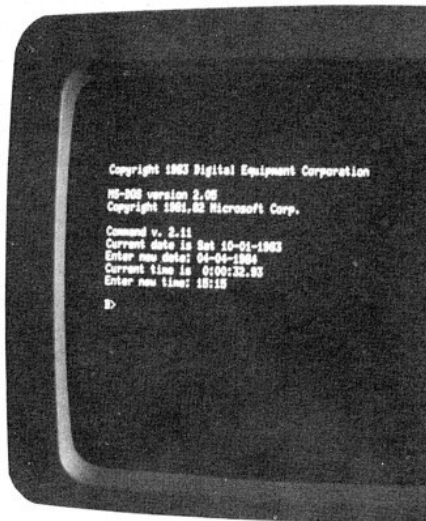 Copyright 1983 Digital Equipment Corporation
MS-DOS version 2.05
Copyright 1981,82 Microsoft Corp.
Command v. 2.11
Current date is Sat 10-01-1983
Enter new date: 04-04-1984
Current time is 0:00:32.93
Enter new time: 15:15